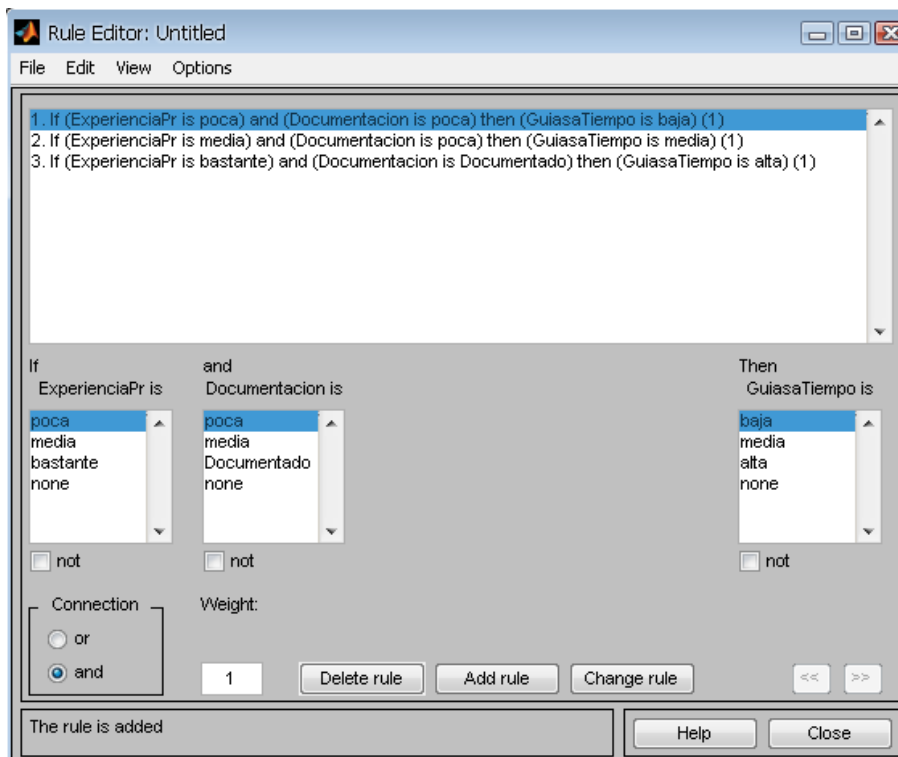 Rule Editor: Untitled
File Edit View Options
1. If (ExperienciaPr is poca) and (Documentacion is poca) then (GuiasaTiempo is baja) (1)
2. If (ExperienciaPr is media) and (Documentacion is poca) then (GuiasaTiempo is media) (1)
3. If (ExperienciaPr is bastante) and (Documentacion is Documentado) then (GuiasaTiempo is alta) (1)
If
ExperienciaPr is
poca
media
bastante
none
not
and
Documentacion is
poca
media
Documentado
none
not
Then
GuiasaTiempo is
baja
media
alta
none
not
Connection
or
and
Weight:
1
Delete rule
Add rule
Change rule
<<
>>
The rule is added
Help
Close